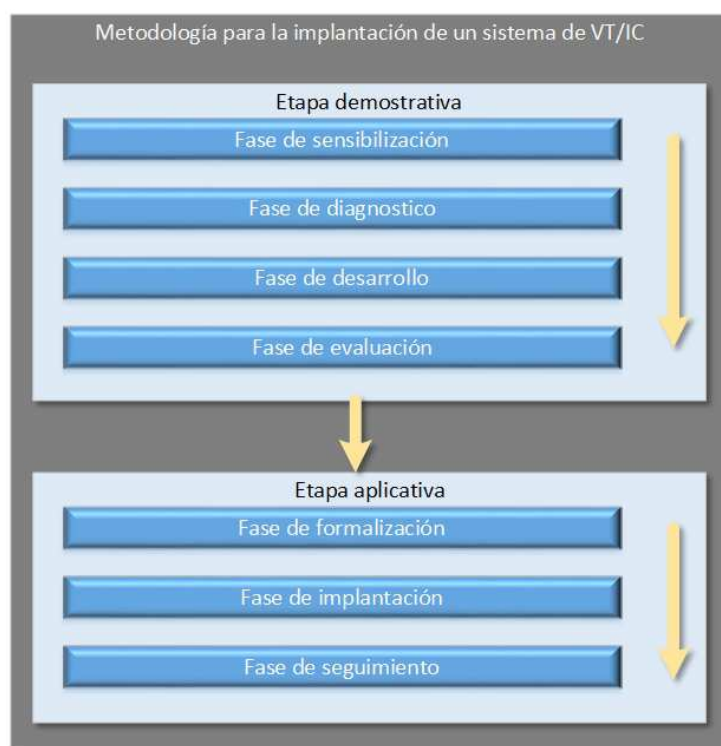 Metodología para la implantación de un sistema de VT/IC
Etapa demostrativa
Fase de sensibilización
Fase de diagnostico
Fase de desarrollo
Fase de evaluación
Etapa aplicativa
Fase de formalización
Fase de implantación
Fase de seguimiento